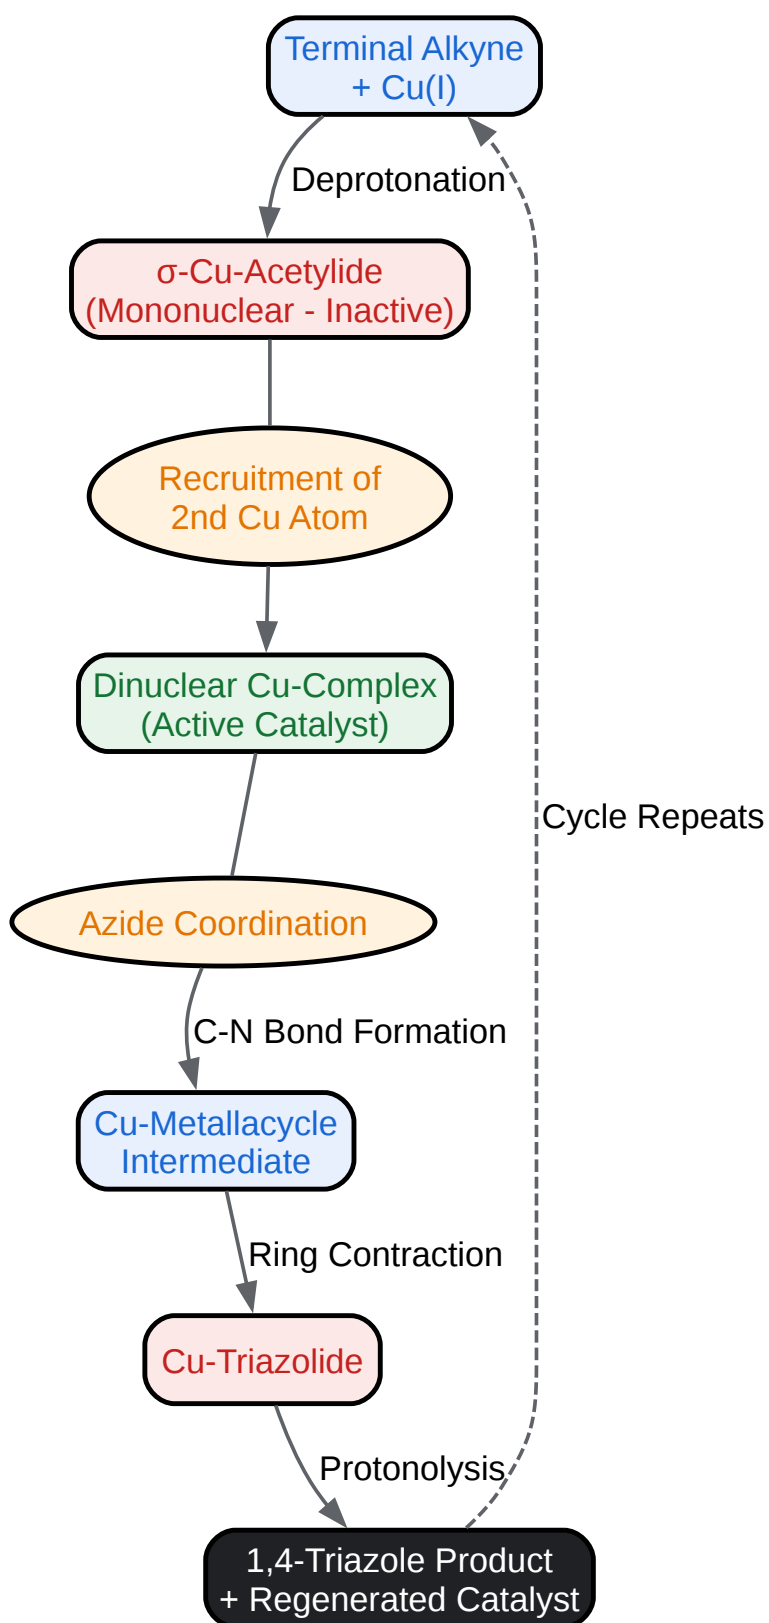 Terminal Alkyne
+ Cu(I)
Deprotonation
σ-Cu-Acetylide
(Mononuclear - Inactive)
Recruitment of
2nd Cu Atom
Dinuclear Cu-Complex
(Active Catalyst)
Cycle Repeats
Azide Coordination
C-N Bond Formation
Cu-Metallacycle
Intermediate
Ring Contraction
Cu-Triazolide
Protonolysis
1,4-Triazole Product
+ Regenerated Catalyst